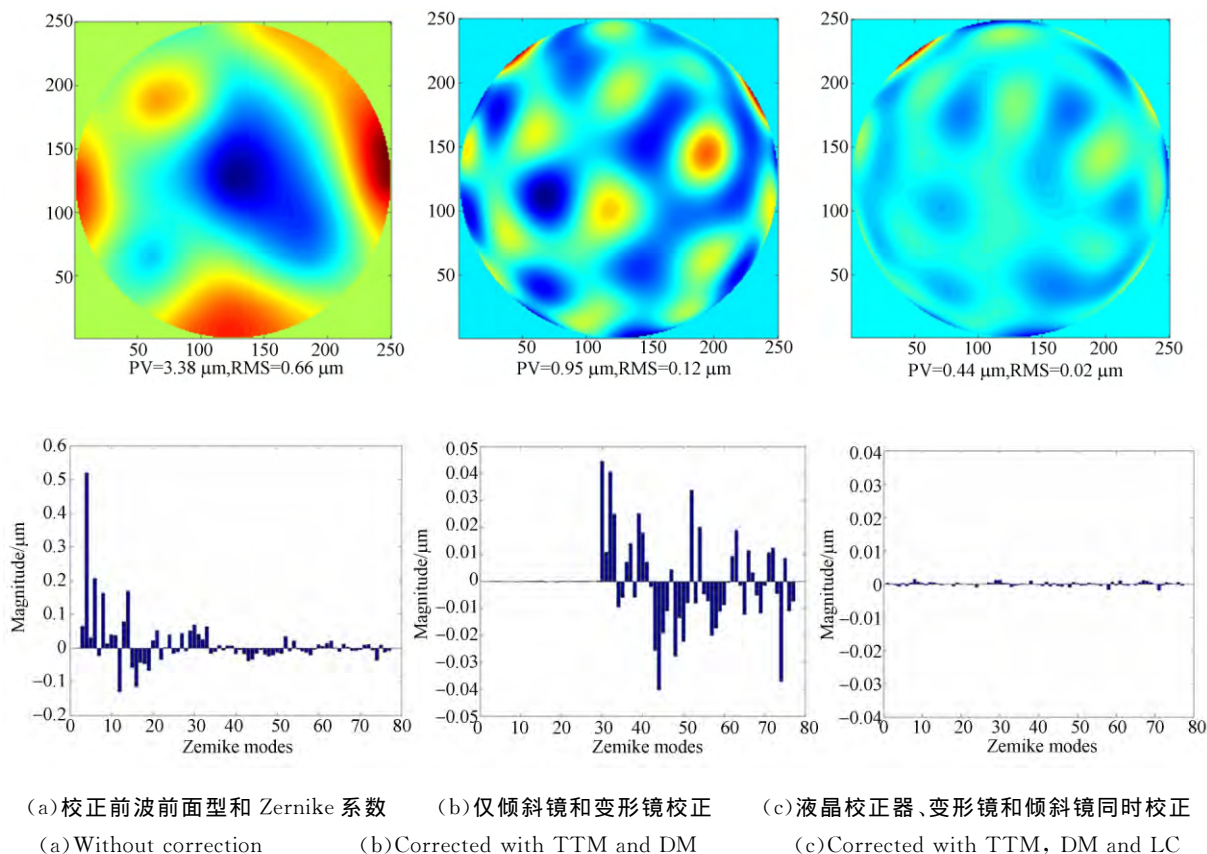 250
200
150
100
50
50 100 150 200 250
PV=3.38 μm,RMS=0.66 μm
250
200
150
100
50
50 100 150 200 250
PV=0.95 μm,RMS=0.12 μm
250
200
150
100
50
50 100 150 200 250
PV=0.44 μm,RMS=0.02 μm
0.6
0.5
0.4
0.3
0.2
0.1
0
−0.1
−0.2
Magnitude/μm
0 10 20 30 40 50 60 70 80
Zemike modes
0.05
0.04
0.03
0.02
0.01
0
−0.01
−0.02
−0.03
−0.04
−0.05
Magnitude/μm
0 10 20 30 40 50 60 70 80
Zemike modes
0.04
0.03
0.02
0.01
0
−0.01
−0.02
−0.03
−0.04
Magnitude/μm
0 10 20 30 40 50 60 70 80
Zemike modes
(a)校正前波前面型和 Zernike 系数 (b)仅倾斜镜和变形镜校正 (c)液晶校正器、变形镜和倾斜镜同时校正
(a)Without correction (b)Corrected with TTM and DM (c)Corrected with TTM, DM and LC